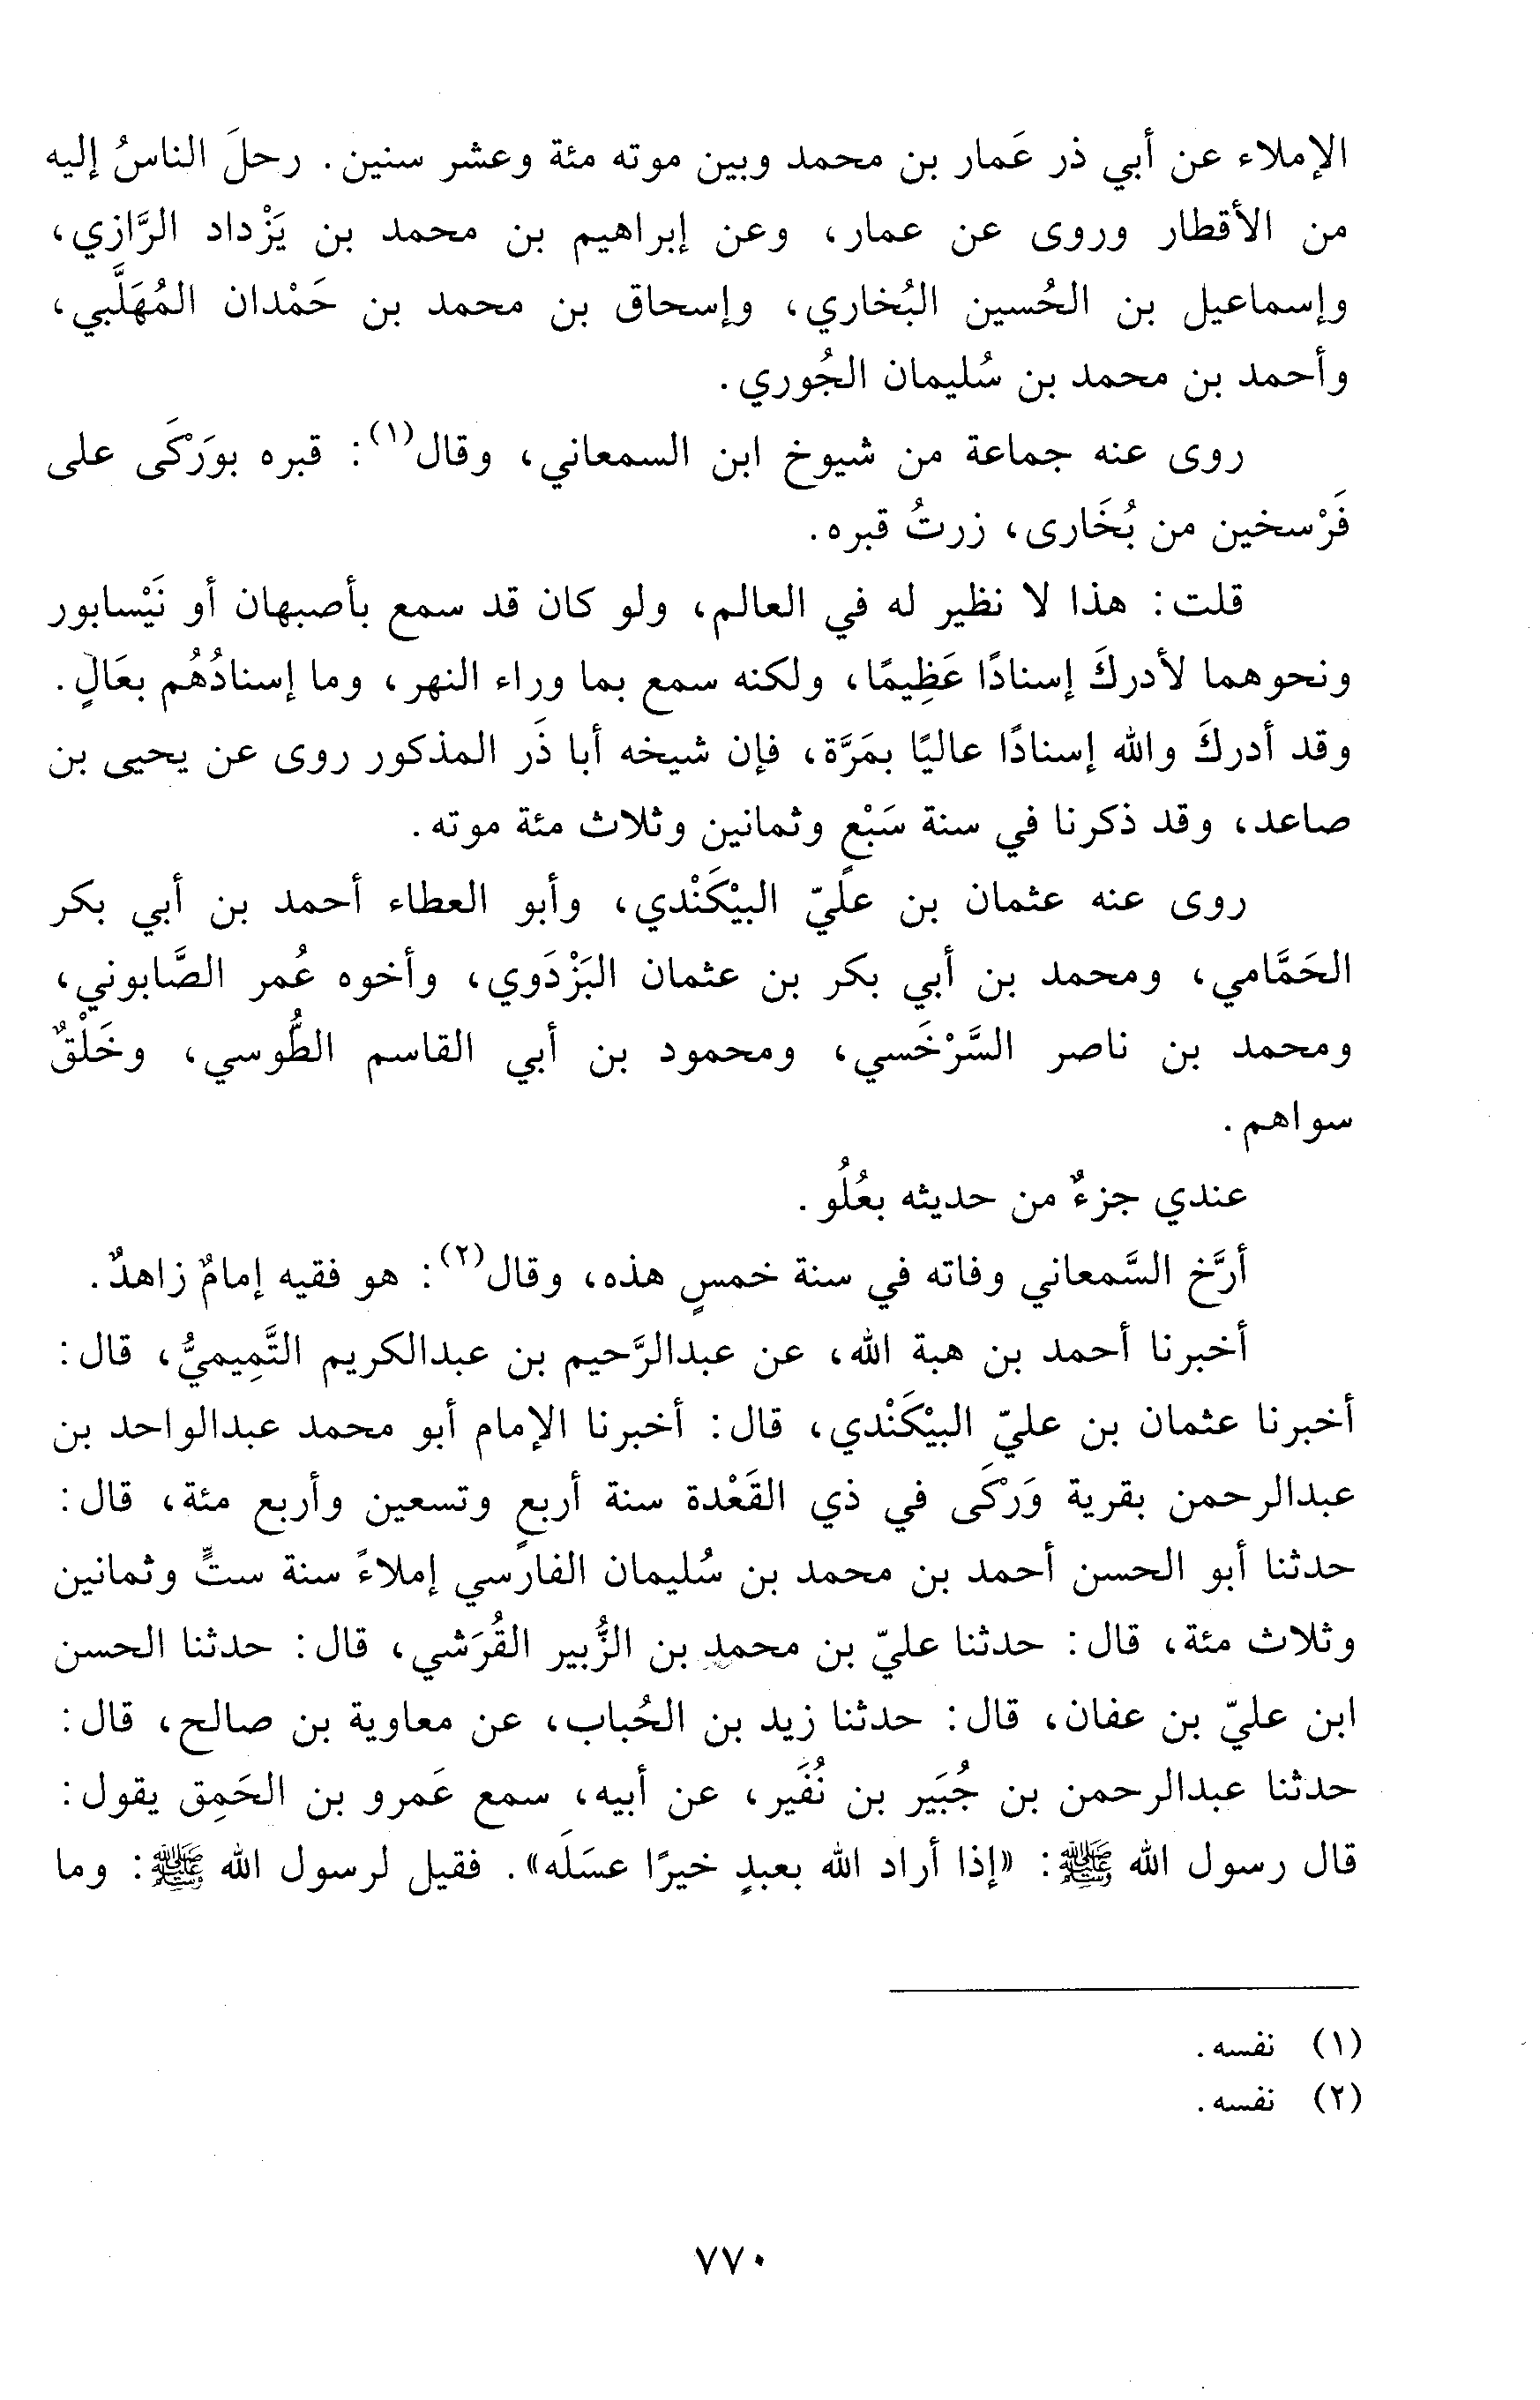 الإملاء عن أبي ذر عَمار بن محمد وبين موته مئة وعشر سنين. رحلَ الناسُ إليه
من الأقطار وروى عن عمار، وعن إبراهيم بن محمد بن يَزْداد الرَّازي،
وإسماعيل بن الحُسين البُخاري، وإسحاق بن محمد بن حَمْدان المُهَلَّبي،
وأحمد بن محمد بن سُليمان الجُوري.
روى عنه جماعة من شيوخ ابن السمعاني، وقال(١): قبره بوَرْكَى على
فَرْسخين من بُخَارى، زرتُ قبره.
قلت: هذا لا نظير له في العالم، ولو كان قد سمع بأصبهان أو نَيْسابور
ونحوهما لأدركَ إسنادًا عَظِيمًا، ولكنه سمع بما وراء النهر، وما إسنادُهُم بعَالٍ.
وقد أدركَ والله إسنادًا عاليًا بمَرَّة، فإن شيخه أبا ذَر المذكور روى عن يحيى بن
صاعد، وقد ذكرنا في سنة سَبْعٍ وثمانين وثلاث مئة موته.
روى عنه عثمان بن عليّ البيْكَنْدي، وأبو العطاء أحمد بن أبي بكر
الحَمَّامي، ومحمد بن أبي بكر بن عثمان البَزْدَوي، وأخوه عُمر الصَّابوني،
ومحمد بن ناصر السَّرْخَسي، ومحمود بن أبي القاسم الطُّوسي، وخَلْقٌ
سواهم.
عندي جزءٌ من حديثه بعُلُو.
أرَّخ السَّمعاني وفاته في سنة خمسٍ هذه، وقال(٢): هو فقيه إمامٌ زاهدٌ.
أخبرنا أحمد بن هبة الله، عن عبدالرَّحيم بن عبدالكريم التَّمِيميُّ، قال:
أخبرنا عثمان بن عليّ البيْكَنْدي، قال: أخبرنا الإمام أبو محمد عبدالواحد بن
عبدالرحمن بقرية وَرْكَى في ذي القَعْدة سنة أربعٍ وتسعين وأربع مئة، قال:
حدثنا أبو الحسن أحمد بن محمد بن سُليمان الفارسي إملاءً سنة ستٍّ وثمانين
وثلاث مئة، قال: حدثنا عليّ بن محمد بن الزُّبير القُرَشي، قال: حدثنا الحسن
ابن عليّ بن عفان، قال: حدثنا زيد بن الحُباب، عن معاوية بن صالح، قال:
حدثنا عبدالرحمن بن جُبَير بن نُفَير، عن أبيه، سمع عَمرو بن الحَمِق يقول:
قال رسول الله ﷺ: «إذا أراد الله بعبدٍ خيرًا عسَلَه». فقيل لرسول الله ﷺ: وما
(١) نفسه.
(٢) نفسه.
٧٧٠